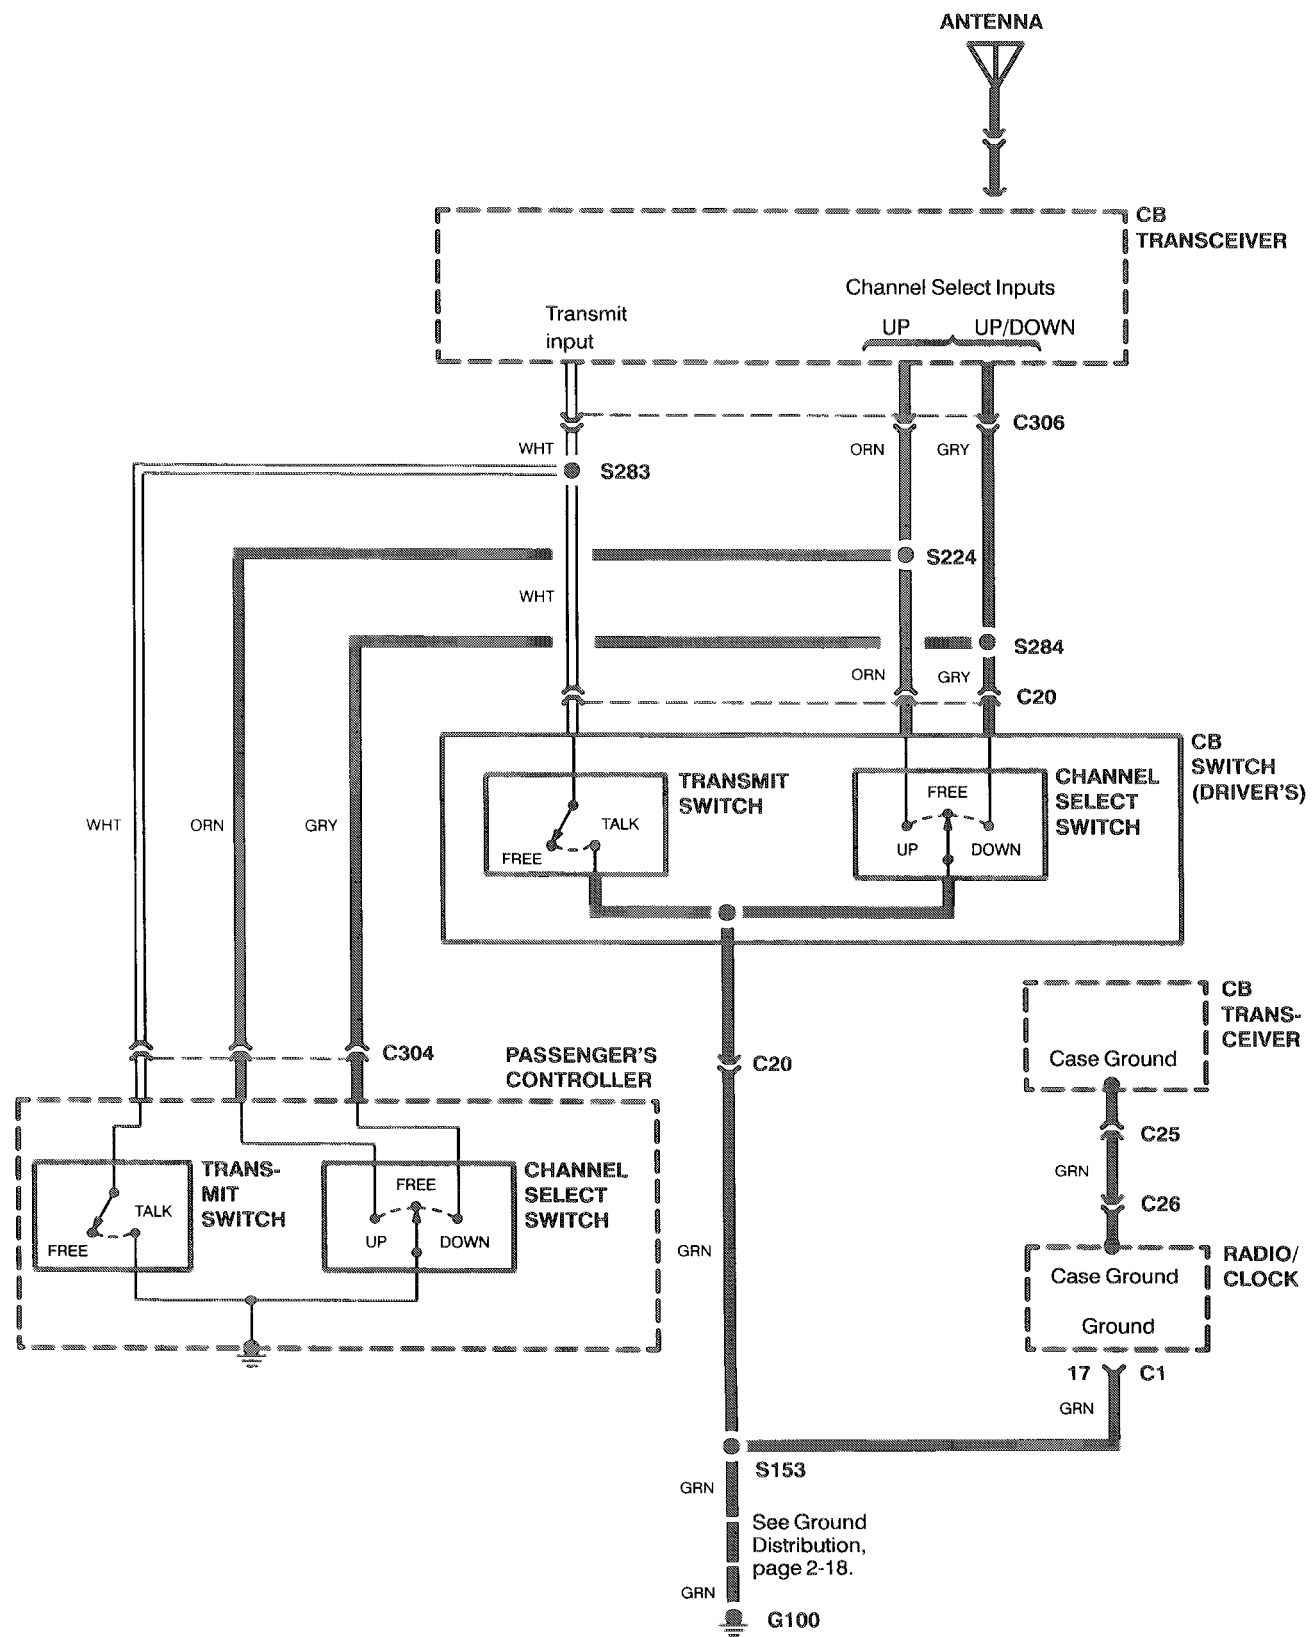 ANTENNA
CB
TRANSCEIVER
Channel Select Inputs
Transmit
input
UP
UP/DOWN
C306
WHT
ORN
GRY
S283
S224
WHT
S284
ORN
GRY
C20
CB
SWITCH
(DRIVER'S)
TRANSMIT
SWITCH
CHANNEL
SELECT
SWITCH
FREE
TALK
FREE
UP
DOWN
WHT
ORN
GRY
CB
TRANS-
CEIVER
Case Ground
C304
PASSENGER'S
CONTROLLER
C20
C25
GRN
C26
TRANS-
MIT
SWITCH
CHANNEL
SELECT
SWITCH
FREE
TALK
FREE
UP
DOWN
GRN
RADIO/
CLOCK
Case Ground
Ground
17
C1
GRN
S153
GRN
See Ground
Distribution,
page 2-18.
GRN
G100